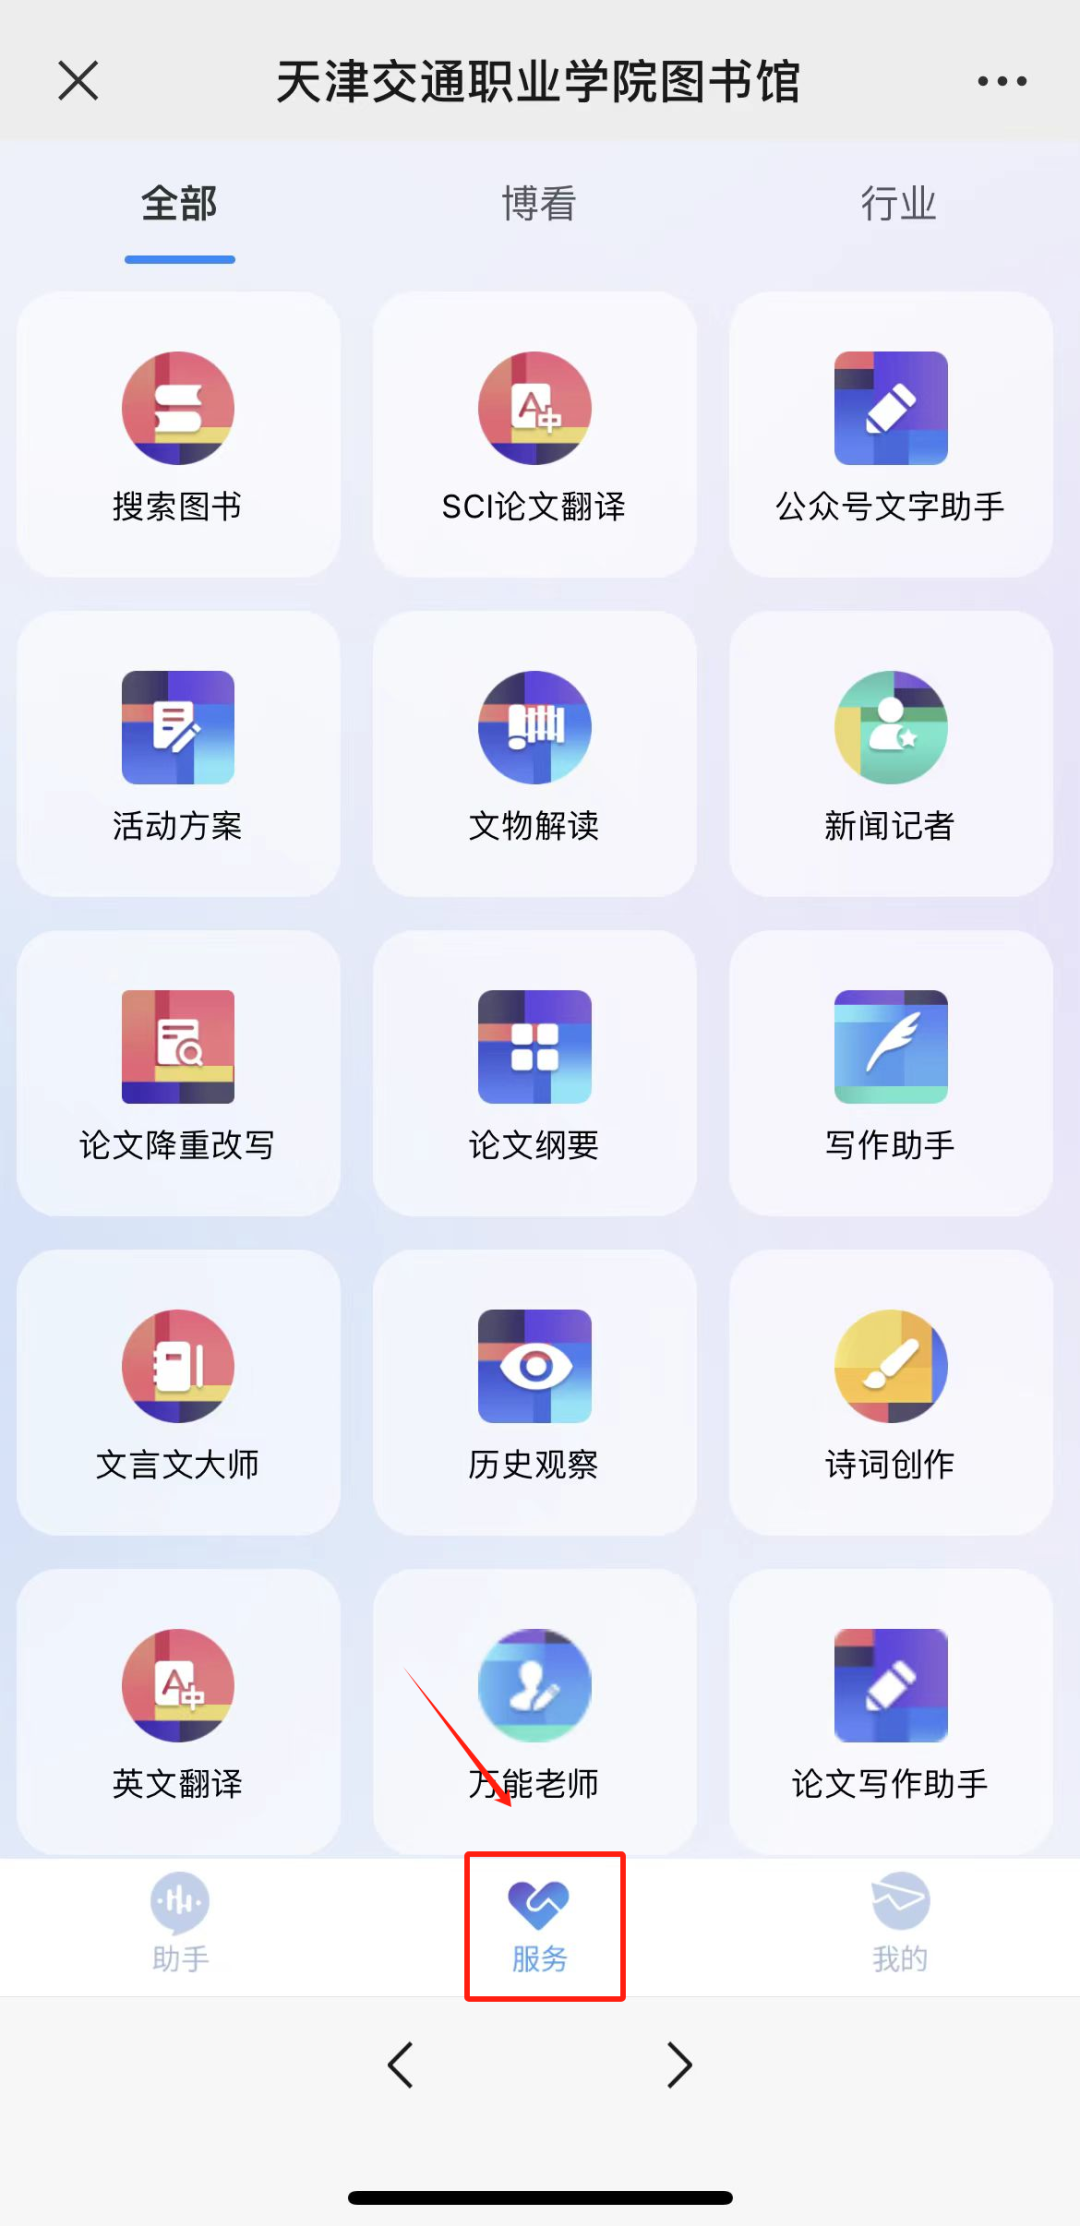 天津交通职业学院图书馆
全部 博看 行业
搜索图书 SCI论文翻译 公众号文字助手
活动方案 文物解读 新闻记者
论文降重改写 论文纲要 写作助手
文言文大师 历史观察 诗词创作
英文翻译 万能老师 论文写作助手
助手 服务 我的